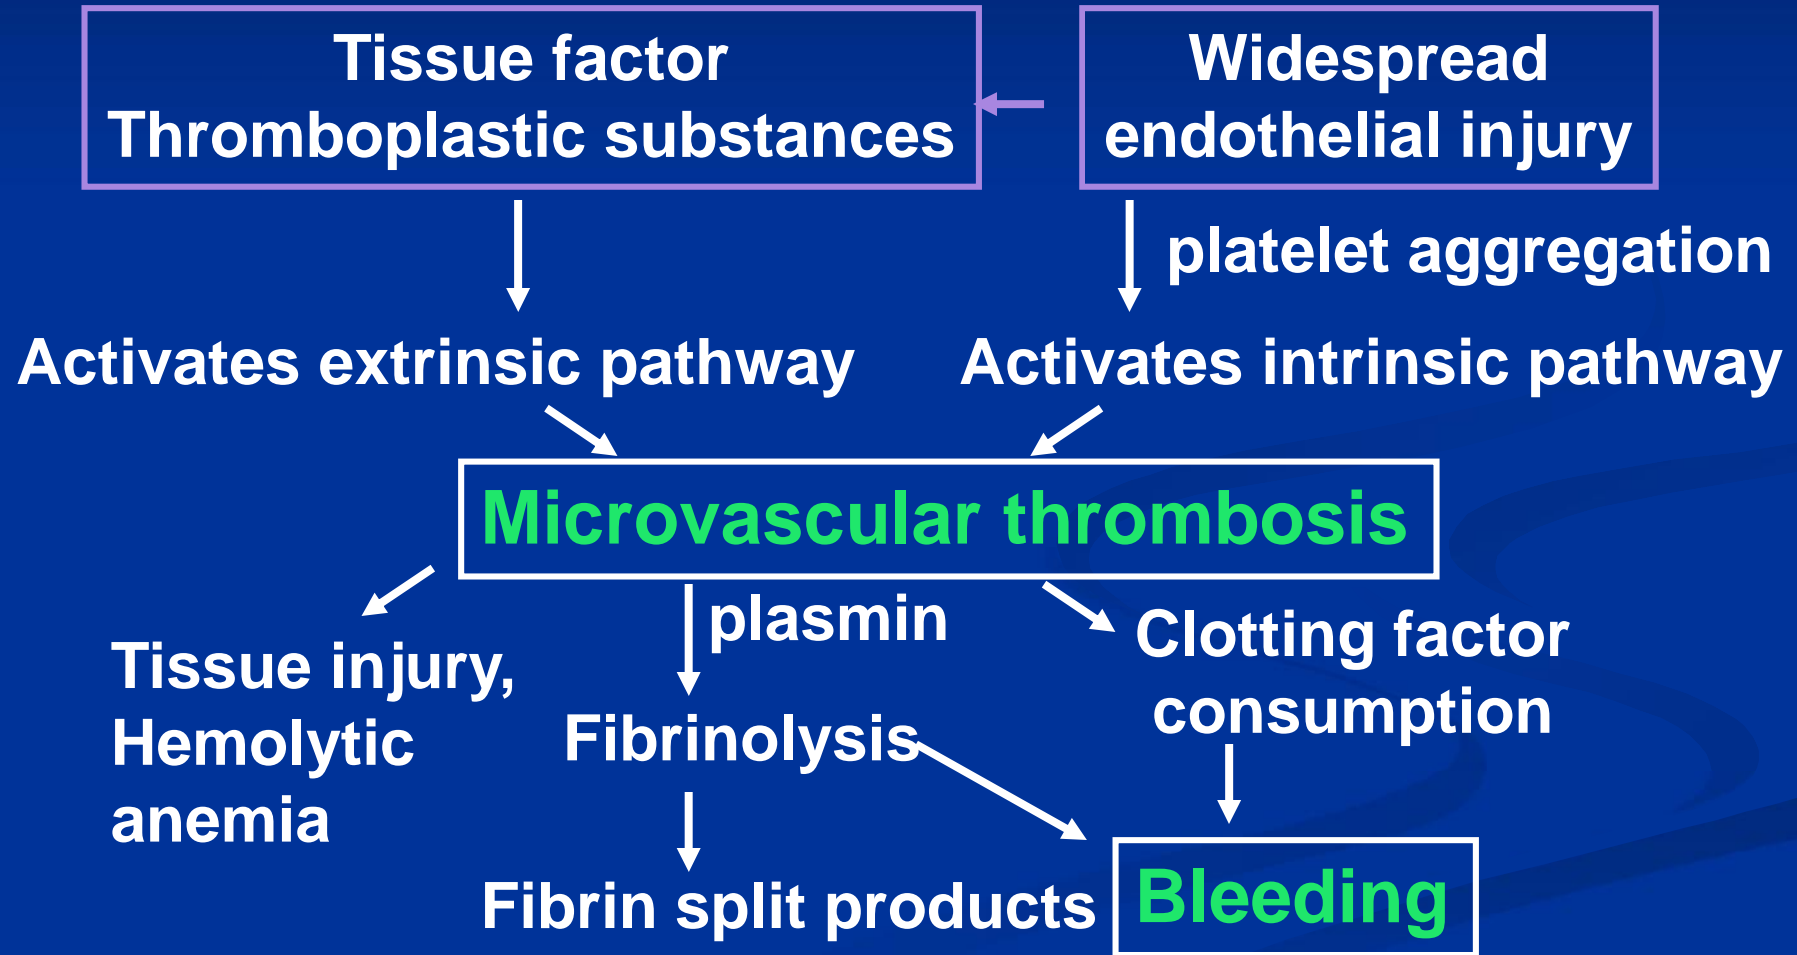 Tissue factor
Thromboplastic substances
Widespread
endothelial injury
platelet aggregation
Activates extrinsic pathway
Activates intrinsic pathway
Microvascular thrombosis
plasmin
Tissue injury,
Hemolytic
anemia
Fibrinolysis
Clotting factor
consumption
Fibrin split products
Bleeding